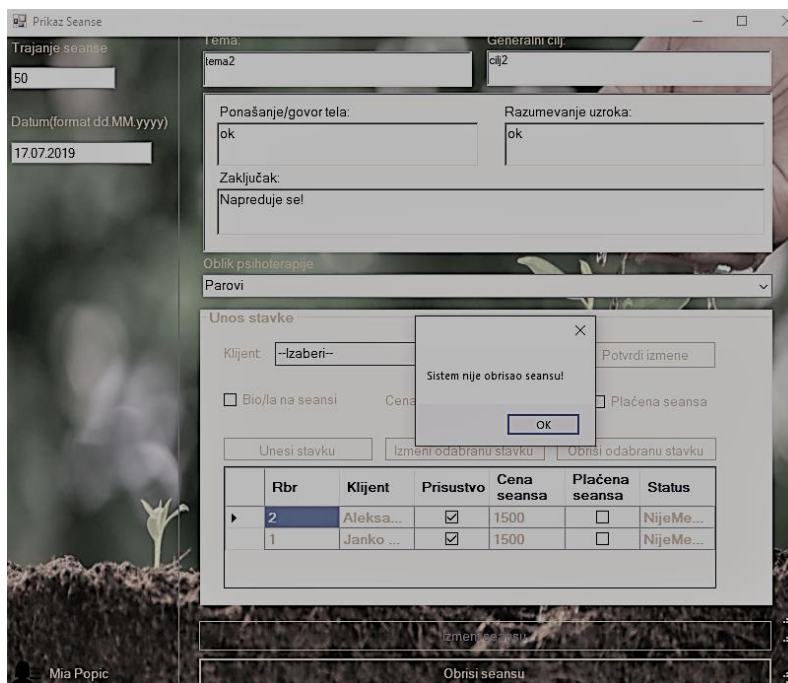 Prikaz Seanse
Trajanje seanse
50
Datum(format dd.MM.yyyy)
17.07.2019
Tema:
tema2
Generalni cilj:
cilj2
Ponašanje/govor tela:
ok
Razumevanje uzroka:
ok
Zaključak:
Napreduje se!
Oblik psihoterapije
Parovi
Unos stavke
Klijent: --Izaberi--
Potvrdi izmene
Bio/la na seansi
Cena
Plaćena seansa
Sistem nije obrisao seansu!
OK
Unesi stavku
Izmeni odabranu stavku
Obriši odabranu stavku
Rbr Klijent Prisustvo Cena seansa Plaćena seansa Status
2 Aleksa... 1500 NijeMe...
1 Janko ... 1500 NijeMe...
Izmeni seansu
Mia Popic
Obrisi seansu